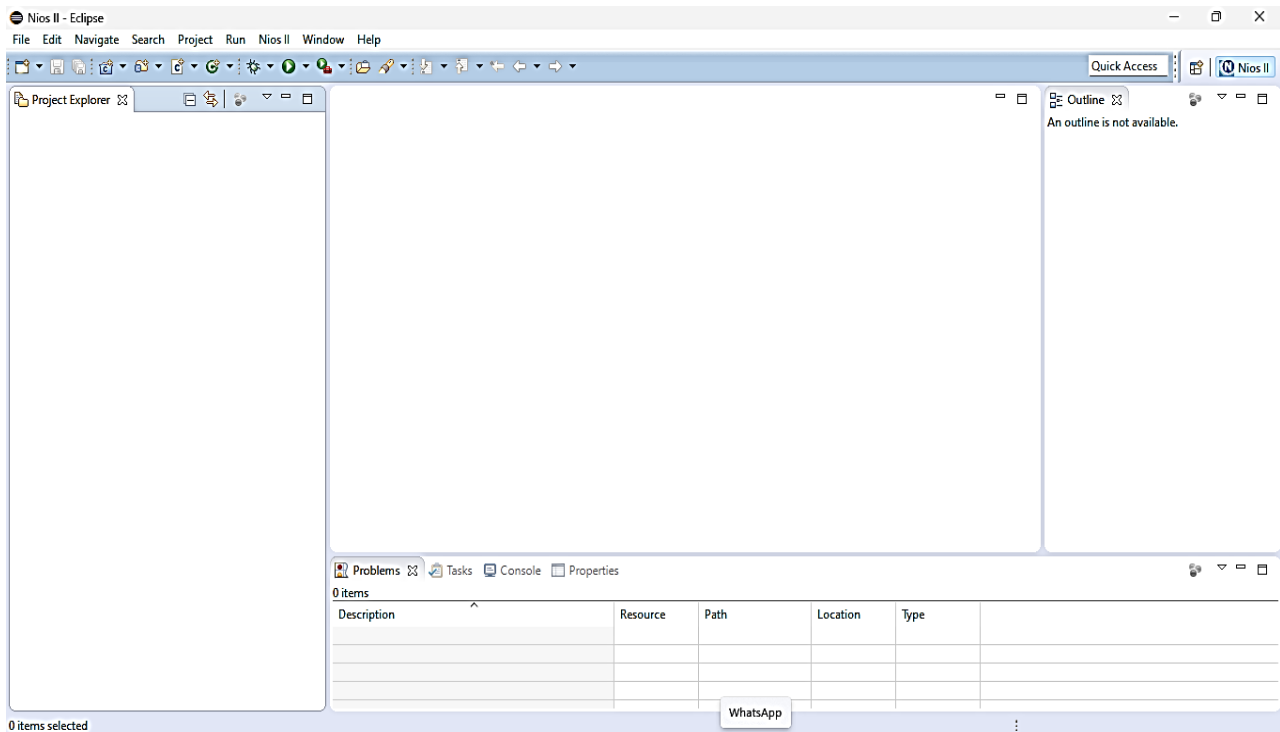 Nios II - Eclipse
File Edit Navigate Search Project Run Nios II Window Help
Quick Access
Nios II
Project Explorer
Outline
An outline is not available.
Problems Tasks Console Properties
0 items
Description Resource Path Location Type
WhatsApp
0 items selected